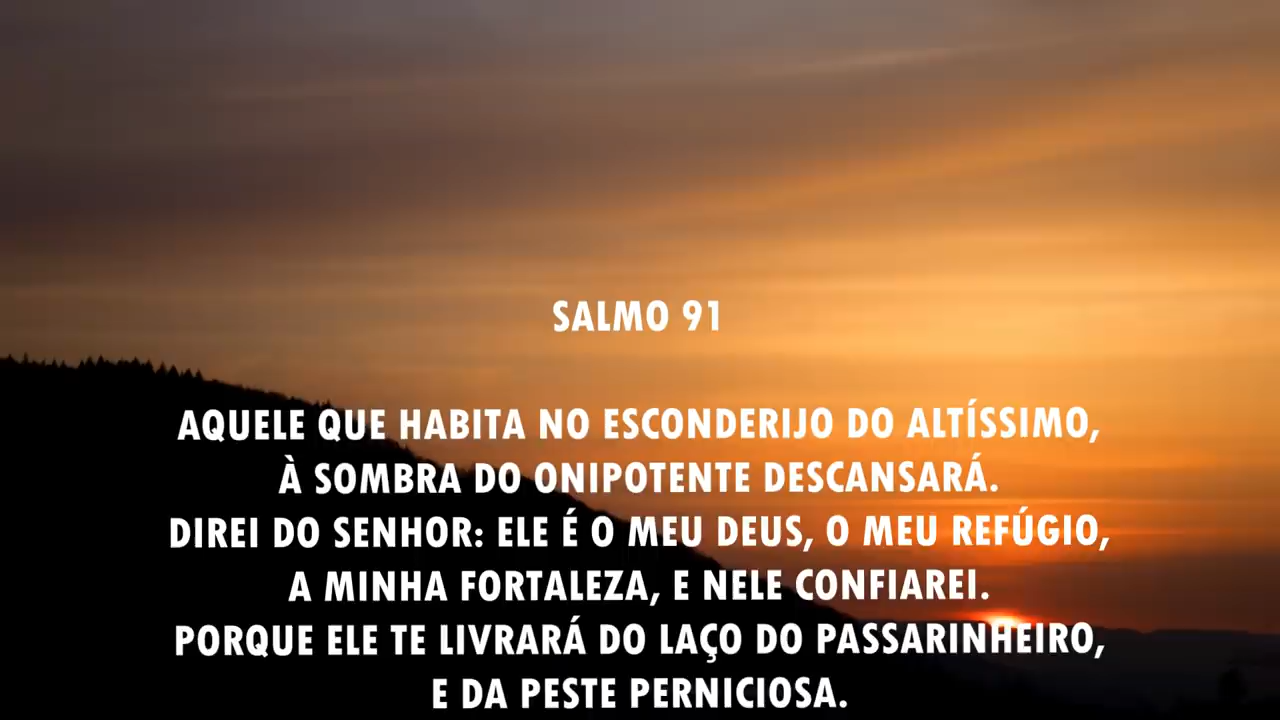 SALMO 91
AQUELE QUE HABITA NO ESCONDERIJO DO ALTÍSSIMO,
À SOMBRA DO ONIPOTENTE DESCANSARÁ.
DIREI DO SENHOR: ELE É O MEU DEUS, O MEU REFÚGIO,
A MINHA FORTALEZA, E NELE CONFIAREI.
PORQUE ELE TE LIVRARÁ DO LAÇO DO PASSARINHEIRO,
E DA PESTE PERNICIOSA.